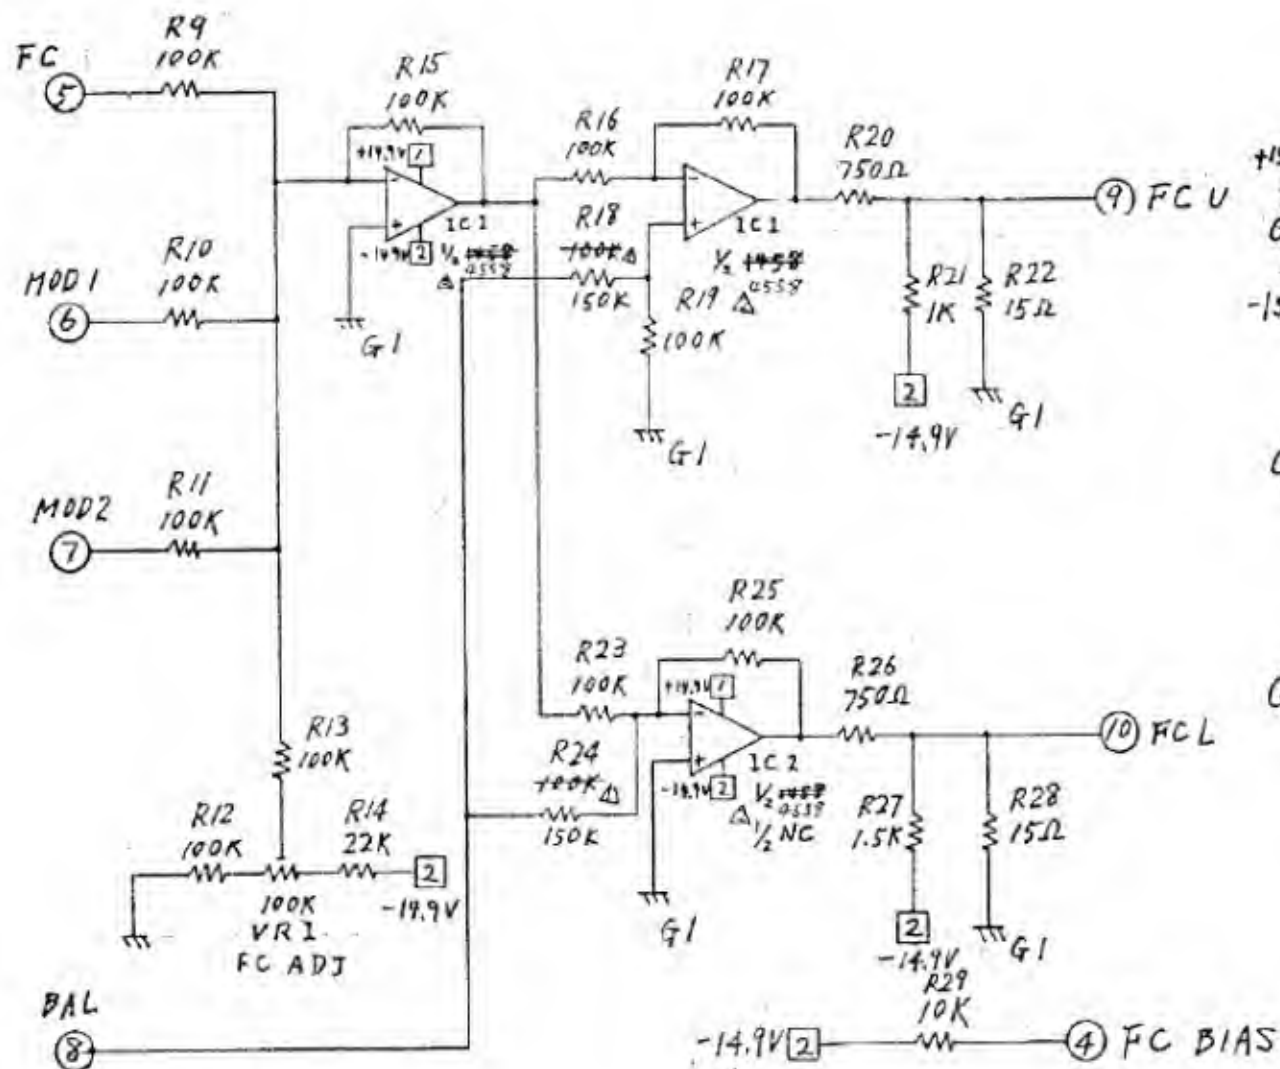 FC
5
R9
100K
R15
100K
+14.9V 1
IC1
-14.9V 2
1/2 1458
4558
G1
R16
100K
R17
100K
R18
100K
150K
IC1
1/2 1458
4558
R19
100K
G1
R20
750Ω
9 FCU
R21
1K
2
-14.9V
R22
15Ω
G1
MOD1
6
R10
100K
MOD2
7
R11
100K
R13
100K
R12
100K
100K
VR1
FC ADJ
R14
22K
2
-14.9V
R23
100K
R24
100K
150K
R25
100K
+14.9V 1
IC2
-14.9V 2
1/2 1458
4558
1/2 NC
G1
R26
750Ω
10 FCL
R27
1.5K
2
-14.9V
R28
15Ω
G1
BAL
8
-14.9V 2
R29
10K
4 FC BIAS